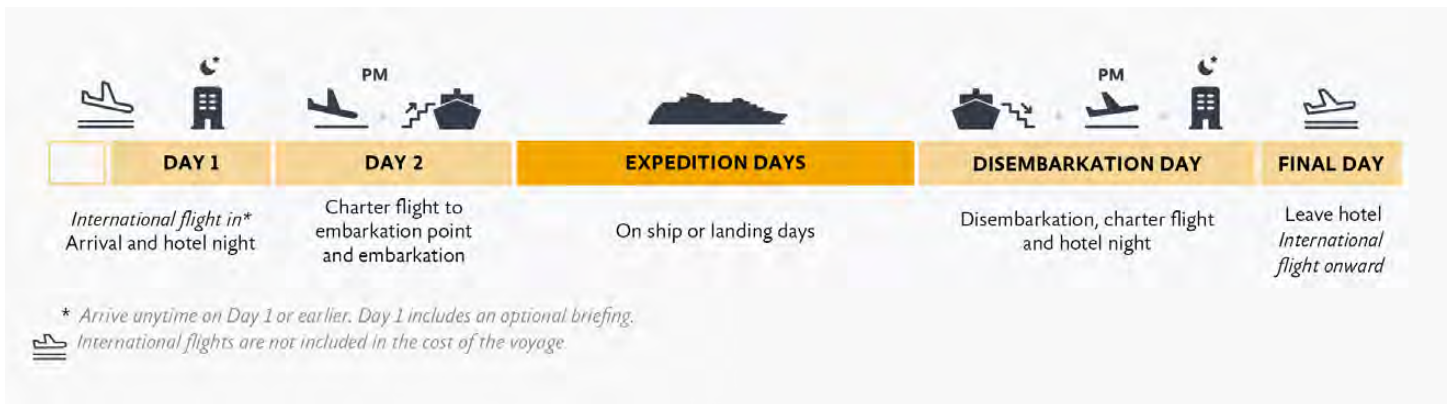 PM
PM
DAY 1
DAY 2
EXPEDITION DAYS
DISEMBARKATION DAY
FINAL DAY
International flight in*
Arrival and hotel night
Charter flight to
embarkation point
and embarkation
On ship or landing days
Disembarkation, charter flight
and hotel night
Leave hotel
International
flight onward
* Arrive anytime on Day 1 or earlier. Day 1 includes an optional briefing.
International flights are not included in the cost of the voyage